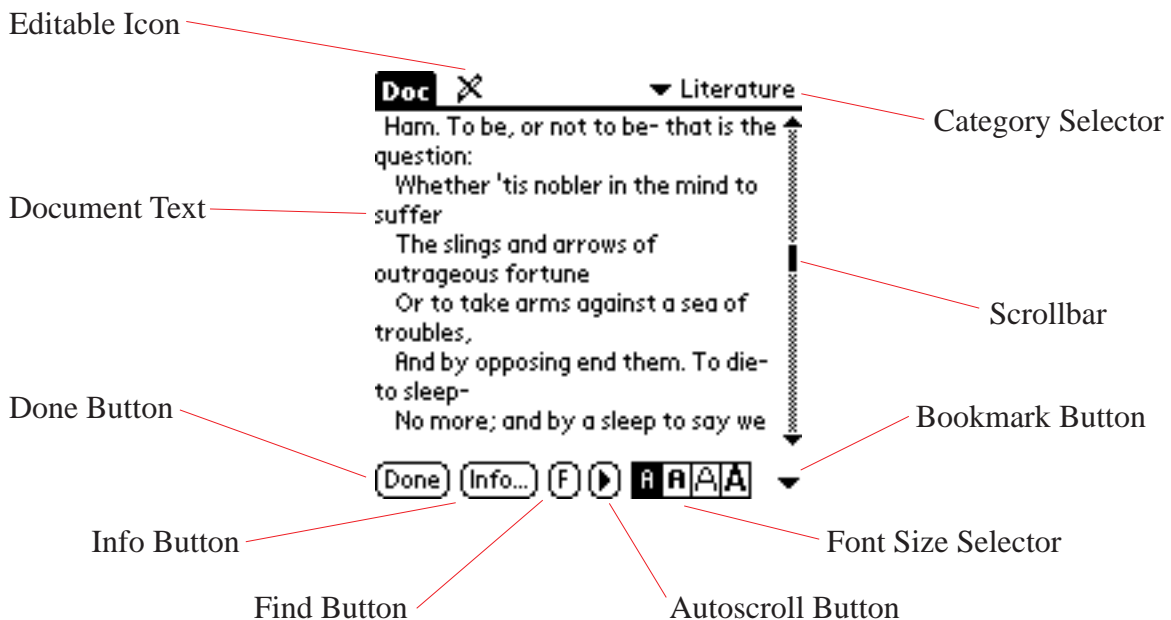 Editable Icon
Doc
Literature
Category Selector
Ham. To be, or not to be- that is the
question:
Whether 'tis nobler in the mind to
Document Text
suffer
The slings and arrows of
outrageous fortune
Or to take arms against a sea of
Scrollbar
troubles,
And by opposing end them. To die-
to sleep-
Done Button
No more; and by a sleep to say we
Bookmark Button
Done Info... F A A A A
Info Button
Font Size Selector
Find Button
Autoscroll Button